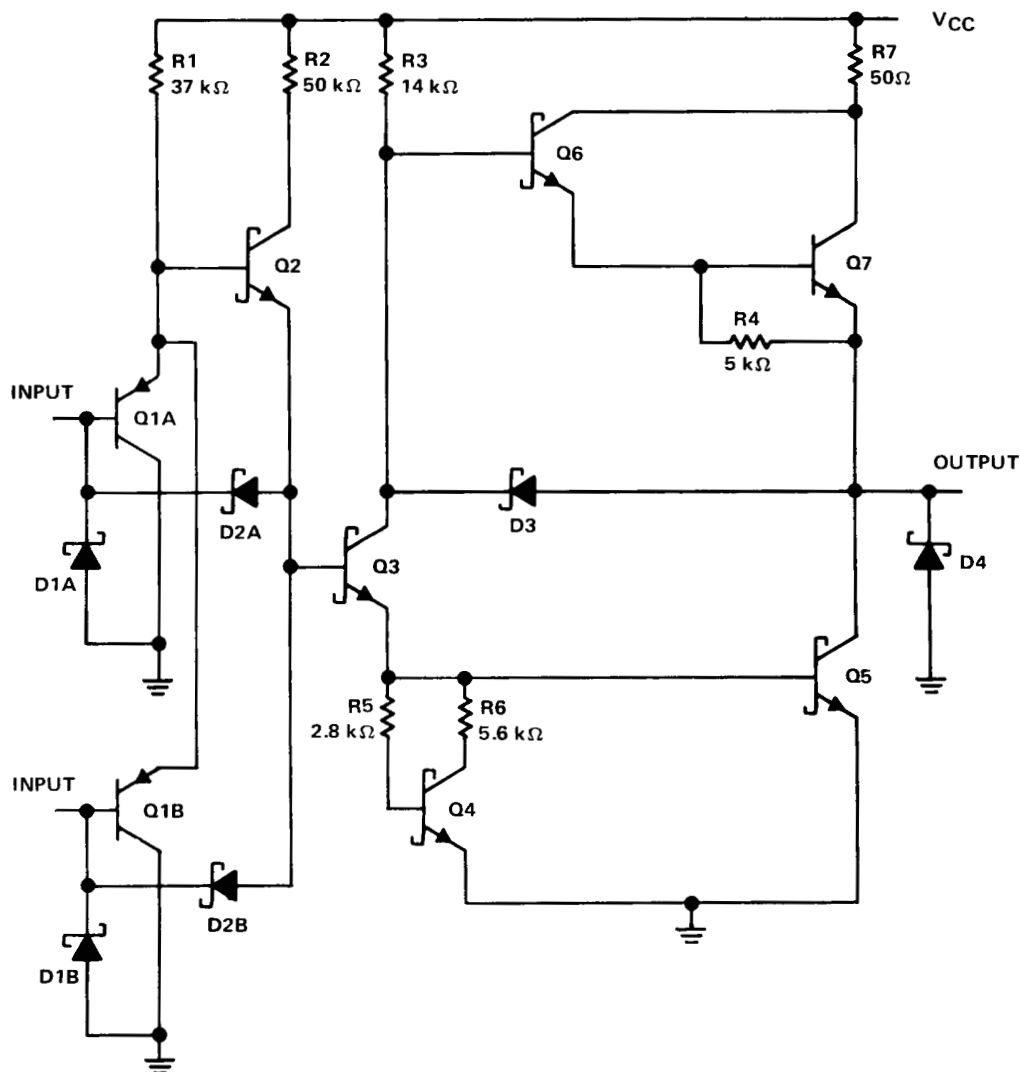 VCC
R1
37 kΩ
R2
50 kΩ
R3
14 kΩ
R7
50Ω
Q6
Q2
Q7
R4
5 kΩ
INPUT
Q1A
OUTPUT
D2A
D3
D1A
Q3
D4
R5
2.8 kΩ
R6
5.6 kΩ
Q5
INPUT
Q1B
Q4
D2B
D1B